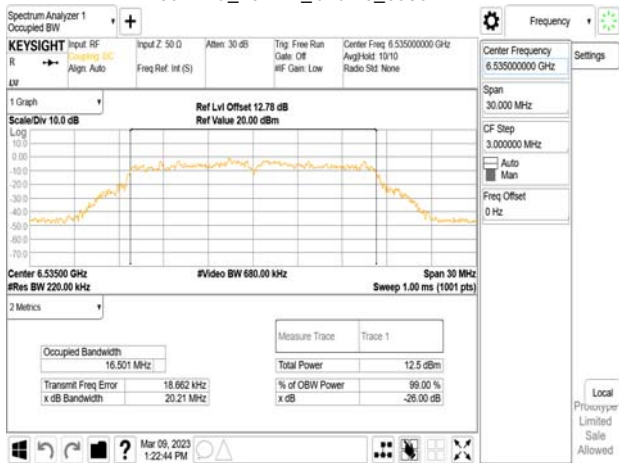 Spectrum Analyzer 1
Occupied BW
Frequency
KEYSIGHT
R
Input: RF
Coupling: DC
Align: Auto
Input Z: 50 Ω
Freq Ref: Int (S)
Atten: 30 dB
Trig: Free Run
Gate: Off
#IF Gain: Low
Center Freq: 6.535000000 GHz
Avg|Hold: 10/10
Radio Std: None
Center Frequency
6.535000000 GHz
Settings
Span
30.000 MHz
CF Step
3.000000 MHz
Auto
Man
Freq Offset
0 Hz
1 Graph
Scale/Div 10.0 dB
Ref Lvl Offset 12.78 dB
Ref Value 20.00 dBm
Log
10.0
0.00
-10.0
-20.0
-30.0
-40.0
-50.0
-60.0
-70.0
Center 6.53500 GHz
#Res BW 220.00 kHz
#Video BW 680.00 kHz
Span 30 MHz
Sweep 1.00 ms (1001 pts)
2 Metrics
Measure Trace Trace 1
Occupied Bandwidth
16.501 MHz
Total Power 12.5 dBm
Transmit Freq Error 18.662 kHz
% of OBW Power 99.00 %
x dB Bandwidth 20.21 MHz
x dB -26.00 dB
Local
Prototype
Limited
Sale
Allowed
Mar 09, 2023
1:22:44 PM